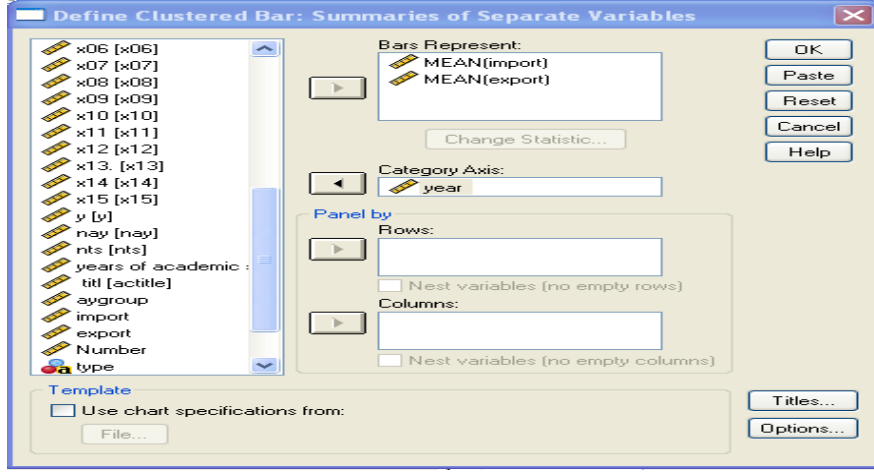 Define Clustered Bar: Summaries of Separate Variables
x06 [x06]
x07 [x07]
x08 [x08]
x09 [x09]
x10 [x10]
x11 [x11]
x12 [x12]
x13. [x13]
x14 [x14]
x15 [x15]
y [y]
nay [nay]
nts [nts]
years of academic
titl [actitle]
aygroup
import
export
Number
type
Bars Represent:
MEAN(import)
MEAN(export)
Change Statistic...
Category Axis:
year
Panel by
Rows:
Nest variables (no empty rows)
Columns:
Nest variables (no empty columns)
OK
Paste
Reset
Cancel
Help
Template
Use chart specifications from:
File...
Titles...
Options...